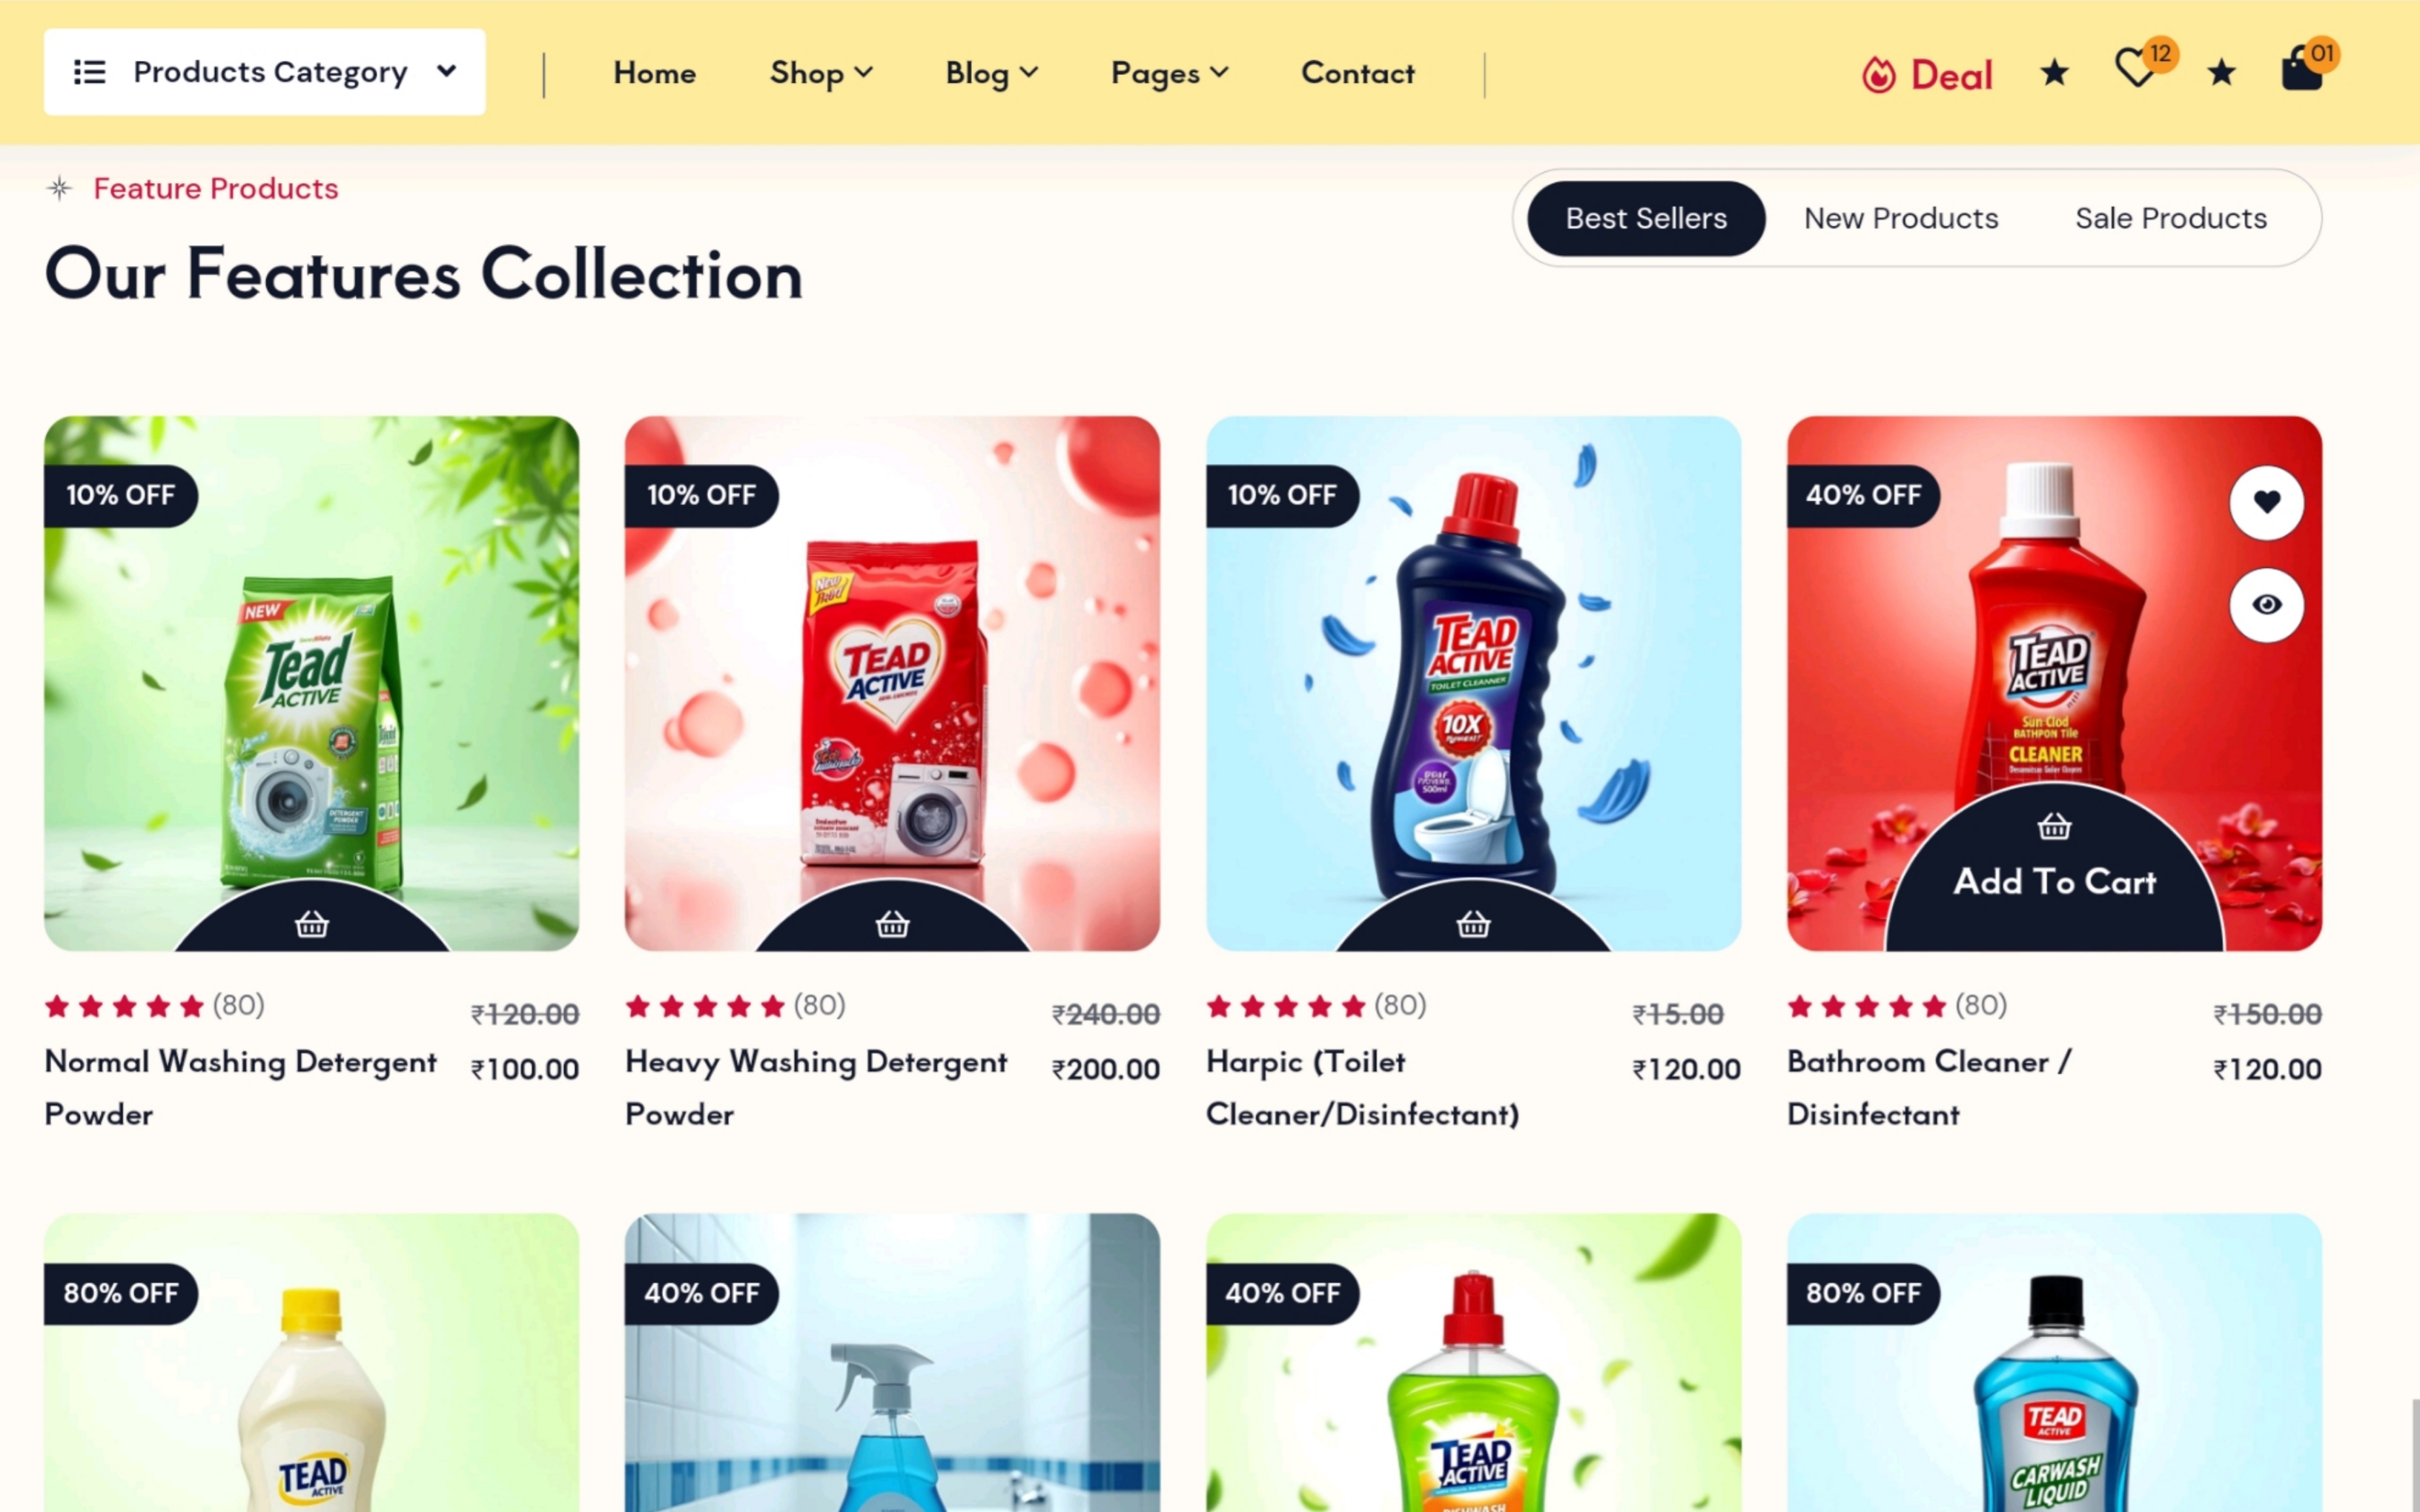 Products Category
Home
Shop
Blog
Pages
Contact
Deal
12
01
Feature Products
Best Sellers
New Products
Sale Products
Our Features Collection
10% OFF
10% OFF
10% OFF
40% OFF
NEW
Tead
ACTIVE
DETERGENT
POWDER
New
TEAD
ACTIVE
TEAD
ACTIVE
TOILET CLEANNER
10X
500ml
TEAD
ACTIVE
Sun Clod
BATHPON Tile
CLEANER
Add To Cart
(80)
₹120.00
Normal Washing Detergent
₹100.00
Powder
(80)
₹240.00
Heavy Washing Detergent
₹200.00
Powder
(80)
₹15.00
Harpic (Toilet
₹120.00
Cleaner/Disinfectant)
(80)
₹150.00
Bathroom Cleaner /
₹120.00
Disinfectant
80% OFF
40% OFF
40% OFF
80% OFF
TEAD
ACTIVE
TEAD
ACTIVE
DISHWASH
TEAD
ACTIVE
CARWASH
LIQUID